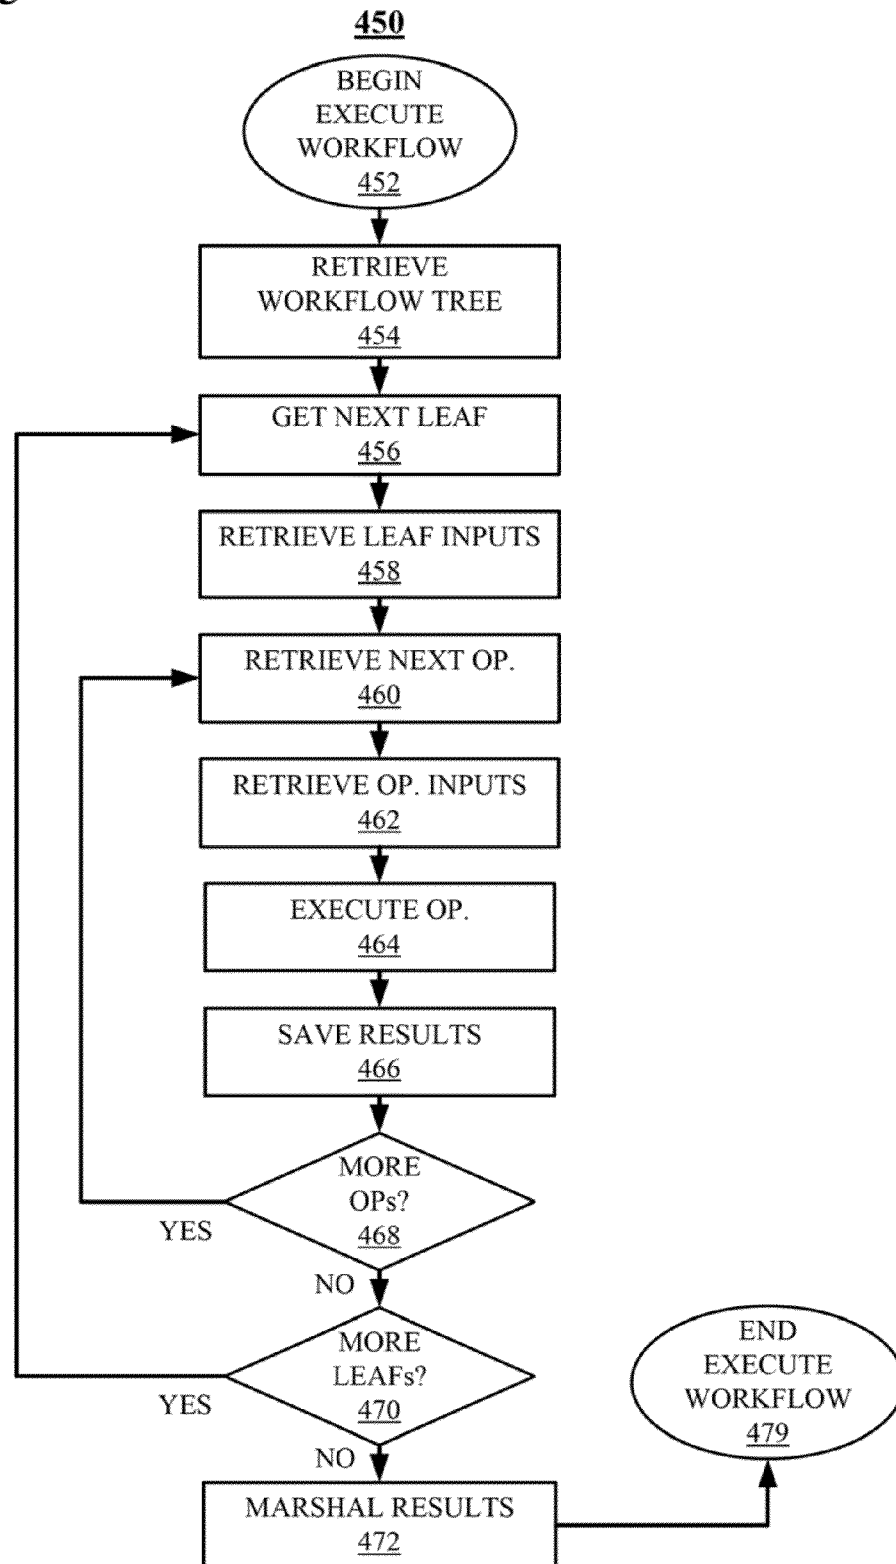 450
BEGIN
EXECUTE
WORKFLOW
452
RETRIEVE
WORKFLOW TREE
454
GET NEXT LEAF
456
RETRIEVE LEAF INPUTS
458
RETRIEVE NEXT OP.
460
RETRIEVE OP. INPUTS
462
EXECUTE OP.
464
SAVE RESULTS
466
MORE
OPs?
468
YES
NO
MORE
LEAFs?
470
YES
NO
MARSHAL RESULTS
472
END
EXECUTE
WORKFLOW
479